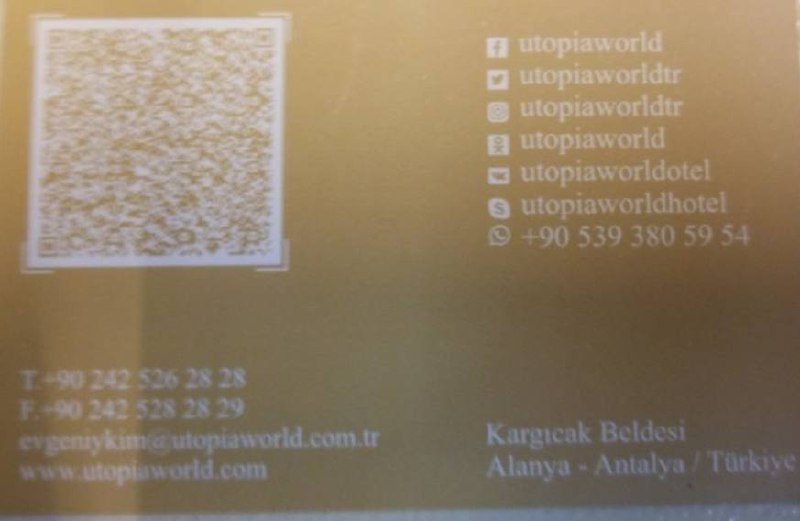 utopiaworld
utopiaworldtr
utopiaworldtr
utopiaworld
utopiaworldotel
utopiaworldhotel
+90 539 380 59 54
T.+90 242 526 28 28
F.+90 242 528 28 29
evgeniykim@utopiaworld.com.tr
www.utopiaworld.com
Kargıcak Beldesi
Alanya - Antalya / Türkiye